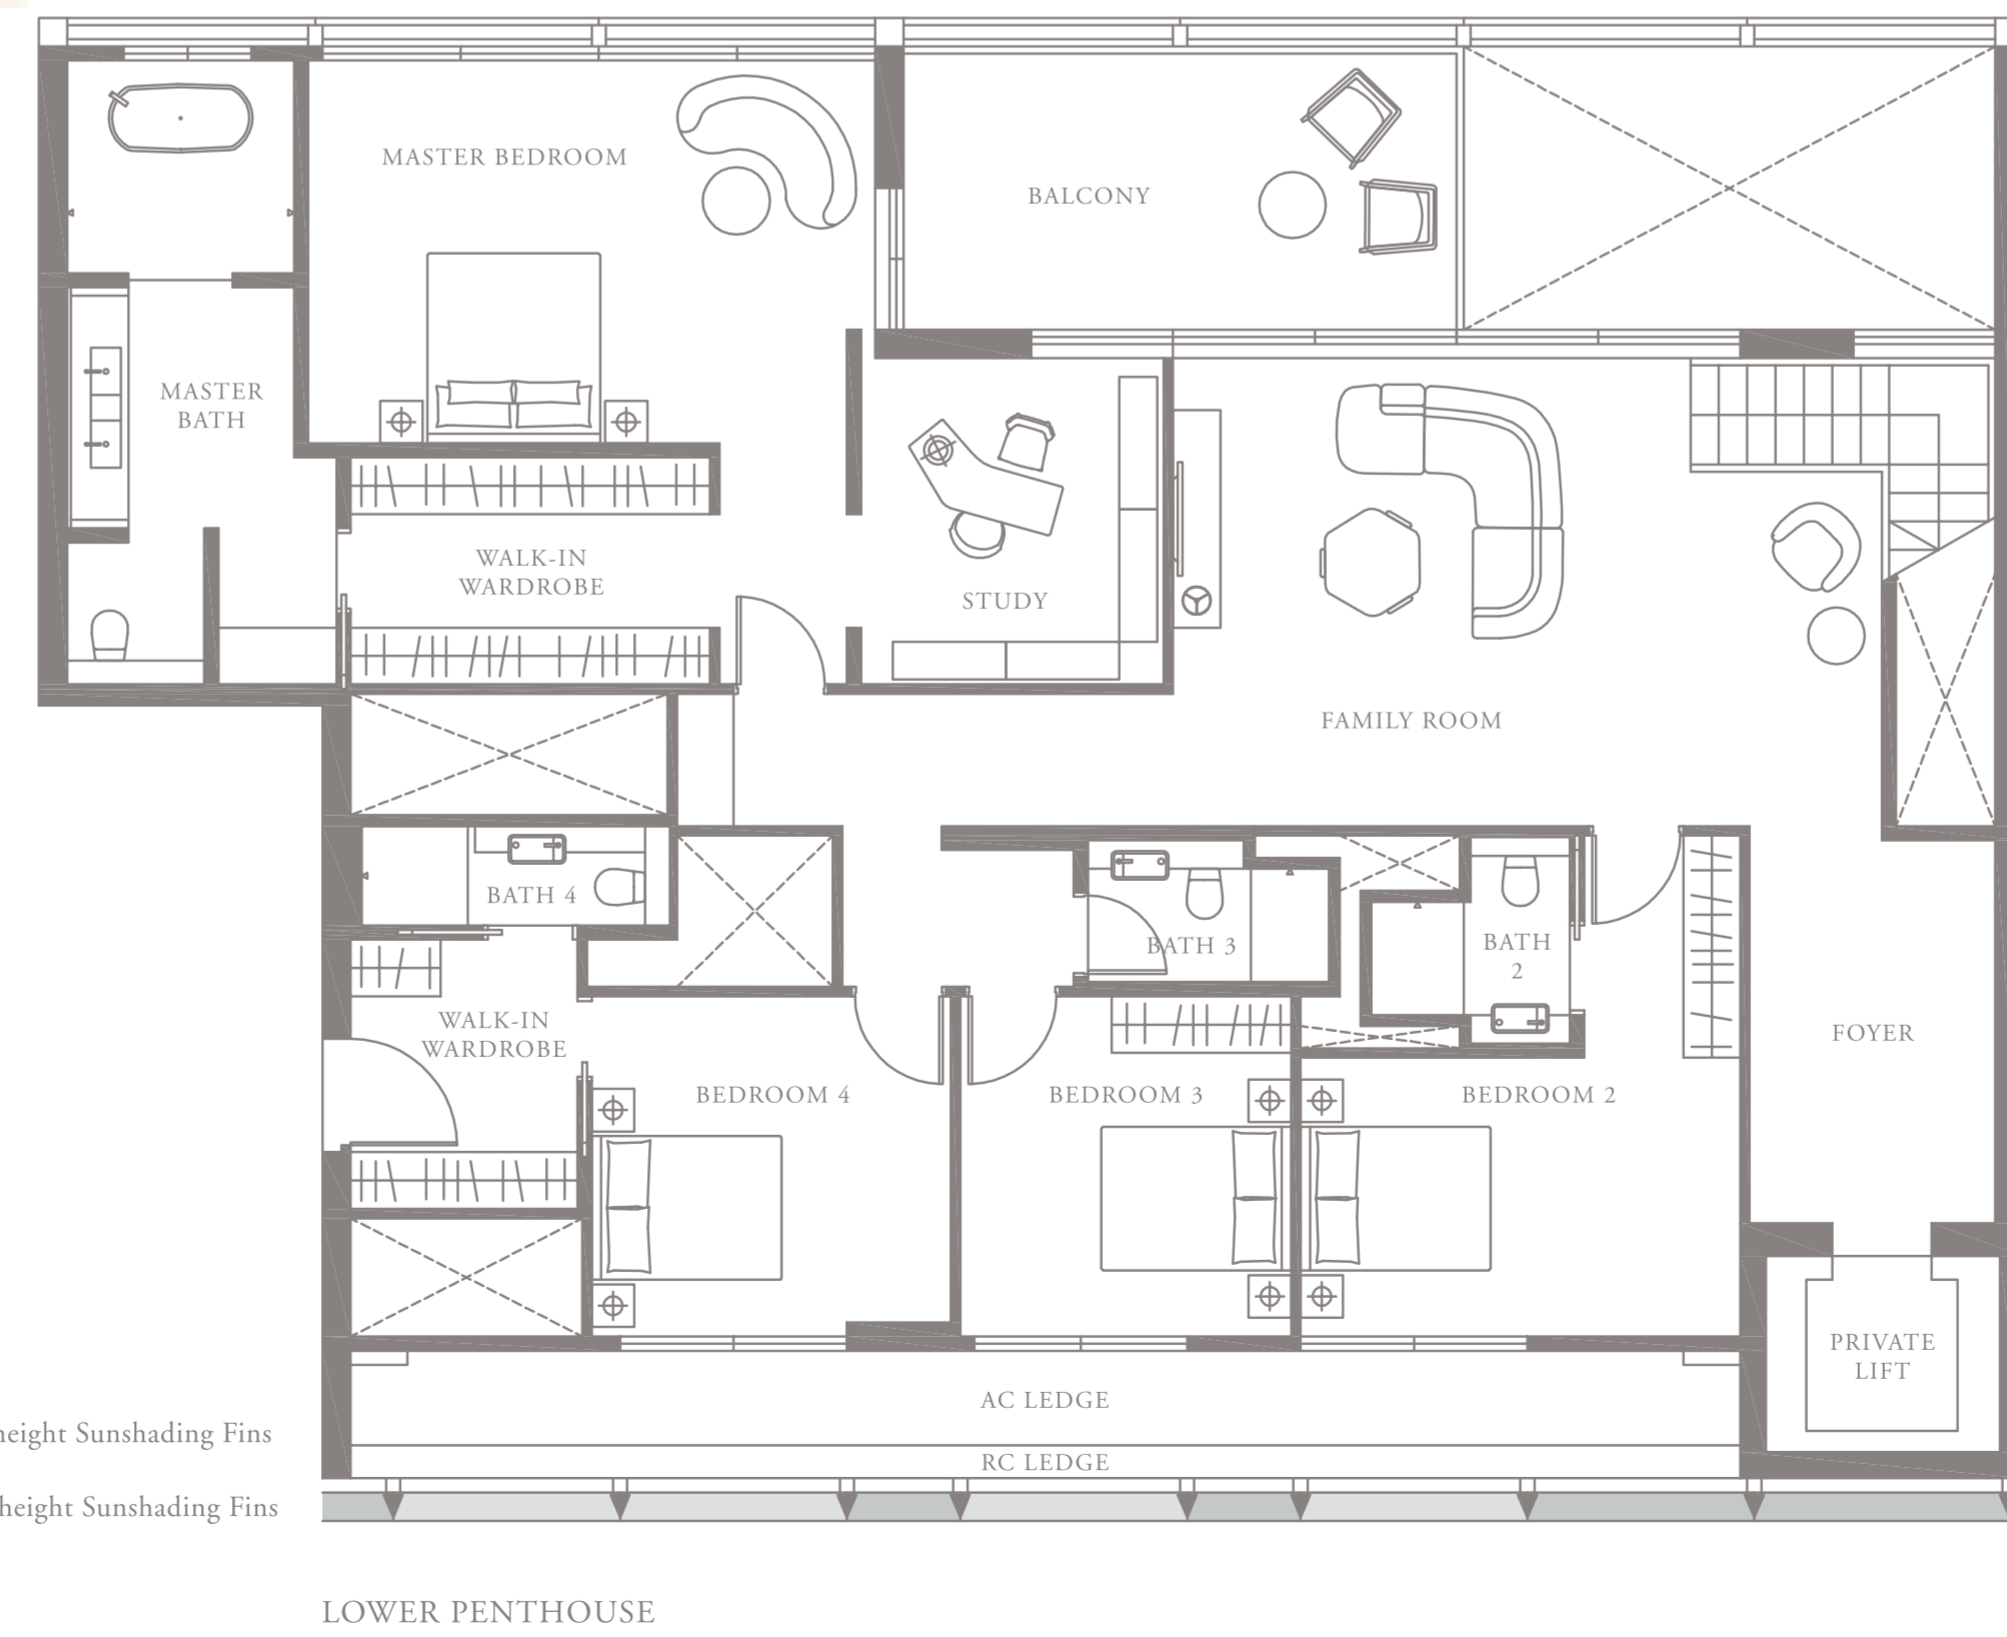 MASTER BEDROOM
BALCONY
MASTER
BATH
WALK-IN
WARDROBE
STUDY
FAMILY ROOM
BATH 4
BATH 3
BATH
2
WALK-IN
WARDROBE
FOYER
BEDROOM 4
BEDROOM 3
BEDROOM 2
PRIVATE
LIFT
AC LEDGE
RC LEDGE
height Sunshading Fins
height Sunshading Fins
LOWER PENTHOUSE